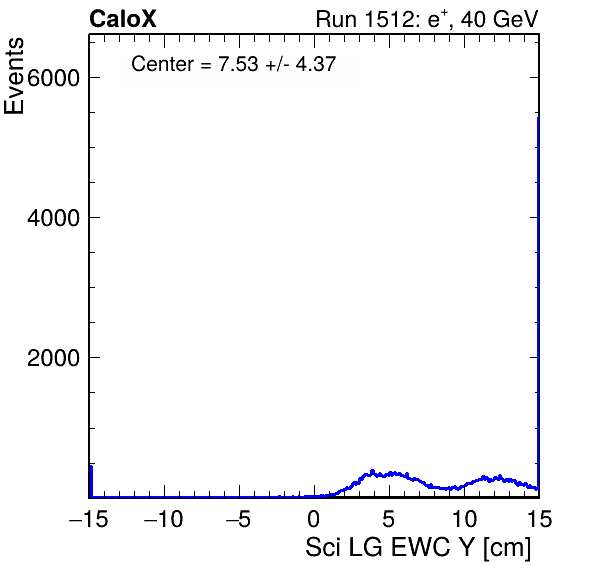 CaloX Run 1512: e⁺, 40 GeV
Center = 7.53 +/- 4.37
Events
6000
4000
2000
−15 −10 −5 0 5 10 15
Sci LG EWC Y [cm]